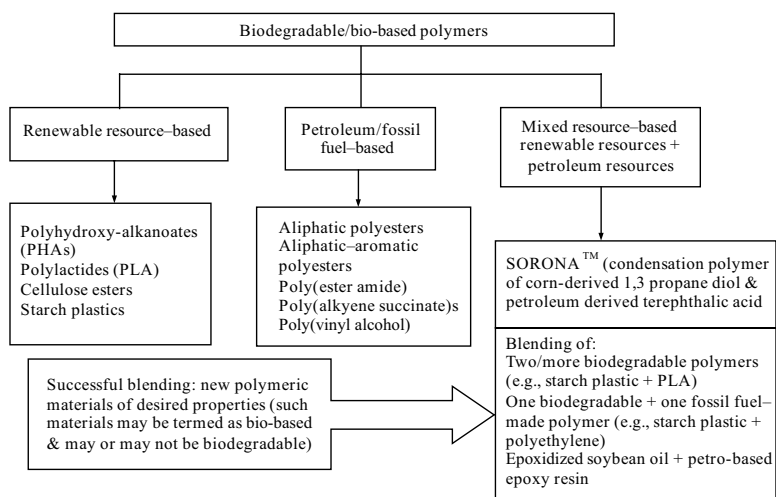 Biodegradable/bio-based polymers
Renewable resource–based
Petroleum/fossil
fuel–based
Mixed resource–based
renewable resources +
petroleum resources
Polyhydroxy-alkanoates
(PHAs)
Polylactides (PLA)
Cellulose esters
Starch plastics
Aliphatic polyesters
Aliphatic–aromatic
polyesters
Poly(ester amide)
Poly(alkyene succinate)s
Poly(vinyl alcohol)
SORONA™ (condensation polymer
of corn-derived 1,3 propane diol &
petroleum derived terephthalic acid
Blending of:
Two/more biodegradable polymers
(e.g., starch plastic + PLA)
One biodegradable + one fossil fuel–
made polymer (e.g., starch plastic +
polyethylene)
Epoxidized soybean oil + petro-based
epoxy resin
Successful blending: new polymeric
materials of desired properties (such
materials may be termed as bio-based
& may or may not be biodegradable)